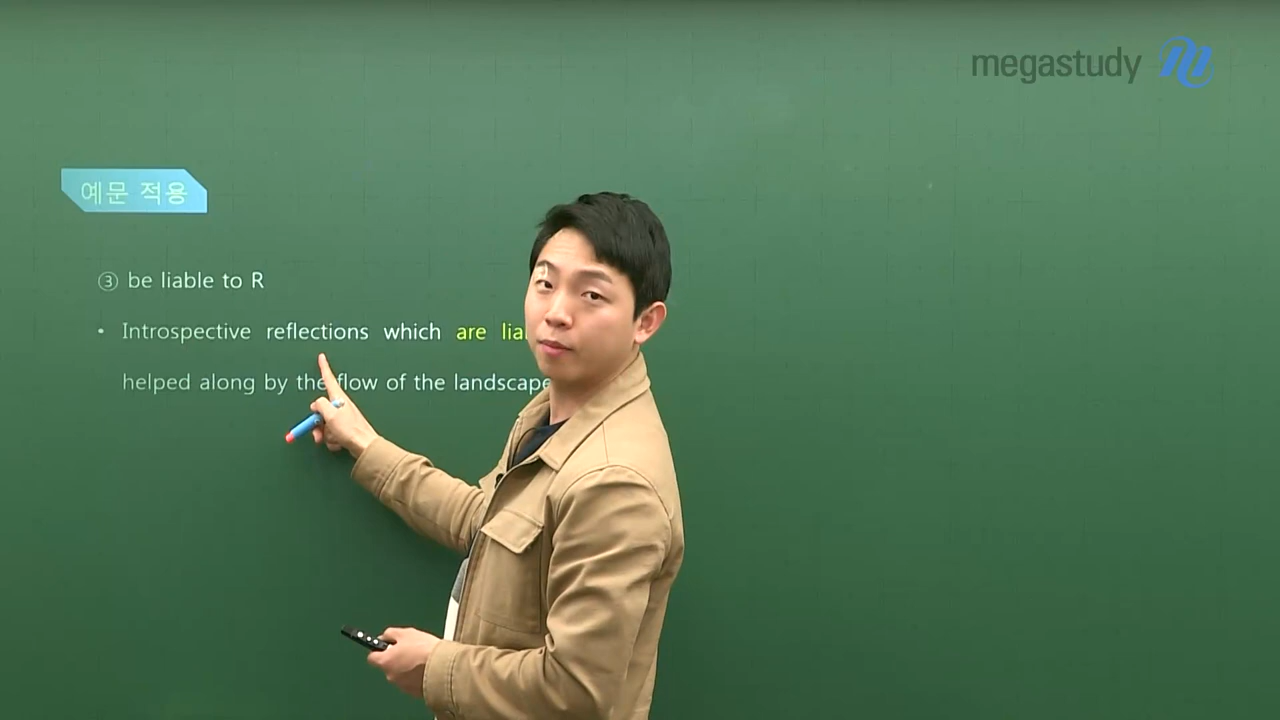 megastudy
예문 적용
③ be liable to R
• Introspective reflections which are
helped along by the flow of the landscape